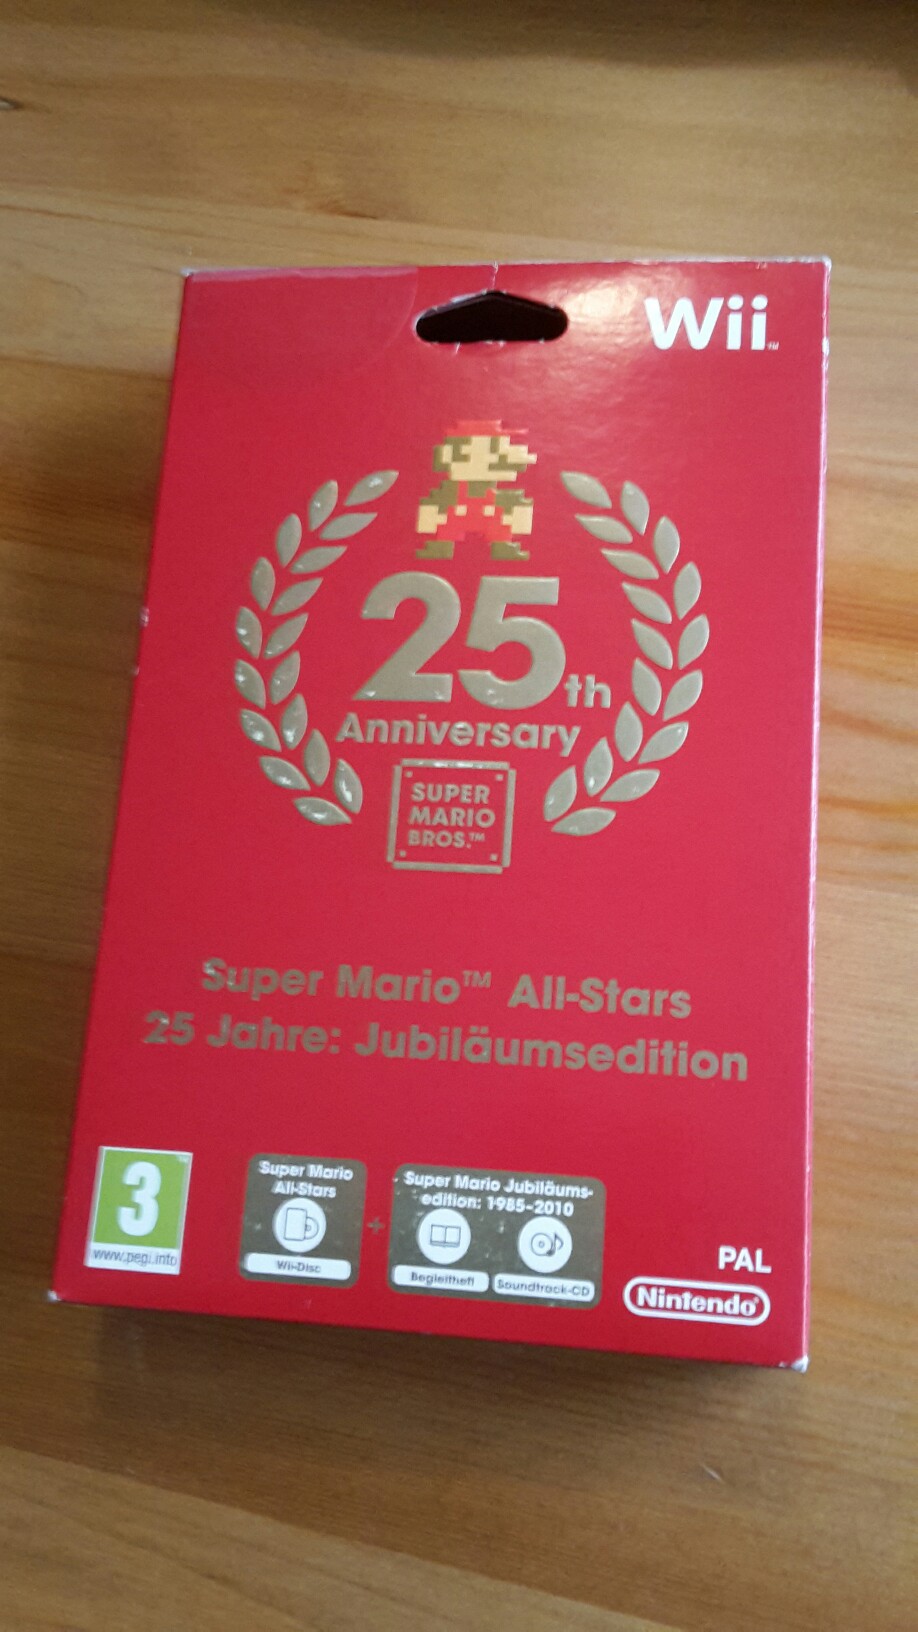 Wii™
25th
Anniversary
SUPER
MARIO
BROS.™
Super Mario™ All-Stars
25 Jahre: Jubiläumsedition
3
www.pegi.info
Super Mario
All-Stars
Wii-Disc
+
Super Mario Jubiläums-
edition: 1985-2010
Begleitheft
Soundtrack-CD
PAL
Nintendo®